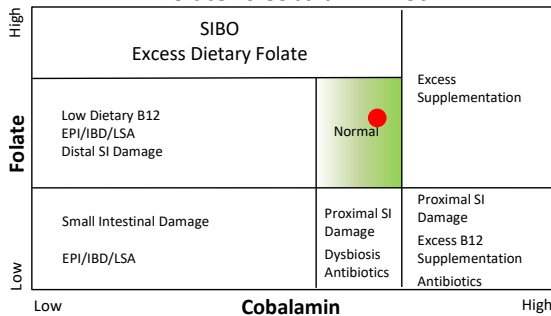 High
SIBO
Excess Dietary Folate
Excess
Supplementation
Folate
Low Dietary B12
EPI/IBD/LSA
Distal SI Damage
Normal
Small Intestinal Damage
EPI/IBD/LSA
Proximal SI
Damage
Dysbiosis
Antibiotics
Proximal SI
Damage
Excess B12
Supplementation
Antibiotics
Low
Low
Cobalamin
High